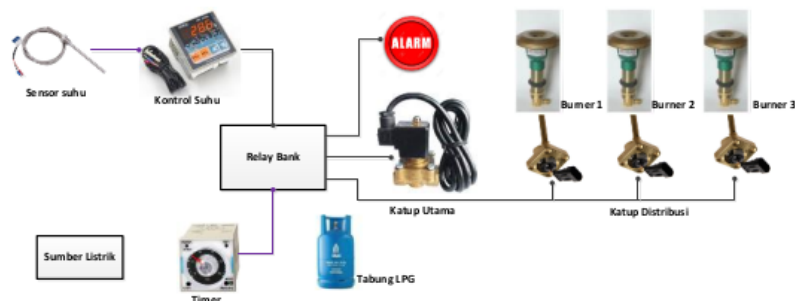 ALARM
286
Sensor suhu
Kontrol Suhu
Burner 1
Burner 2
Burner 3
Relay Bank
Katup Utama
Katup Distribusi
Sumber Listrik
Tabung LPG
Timer